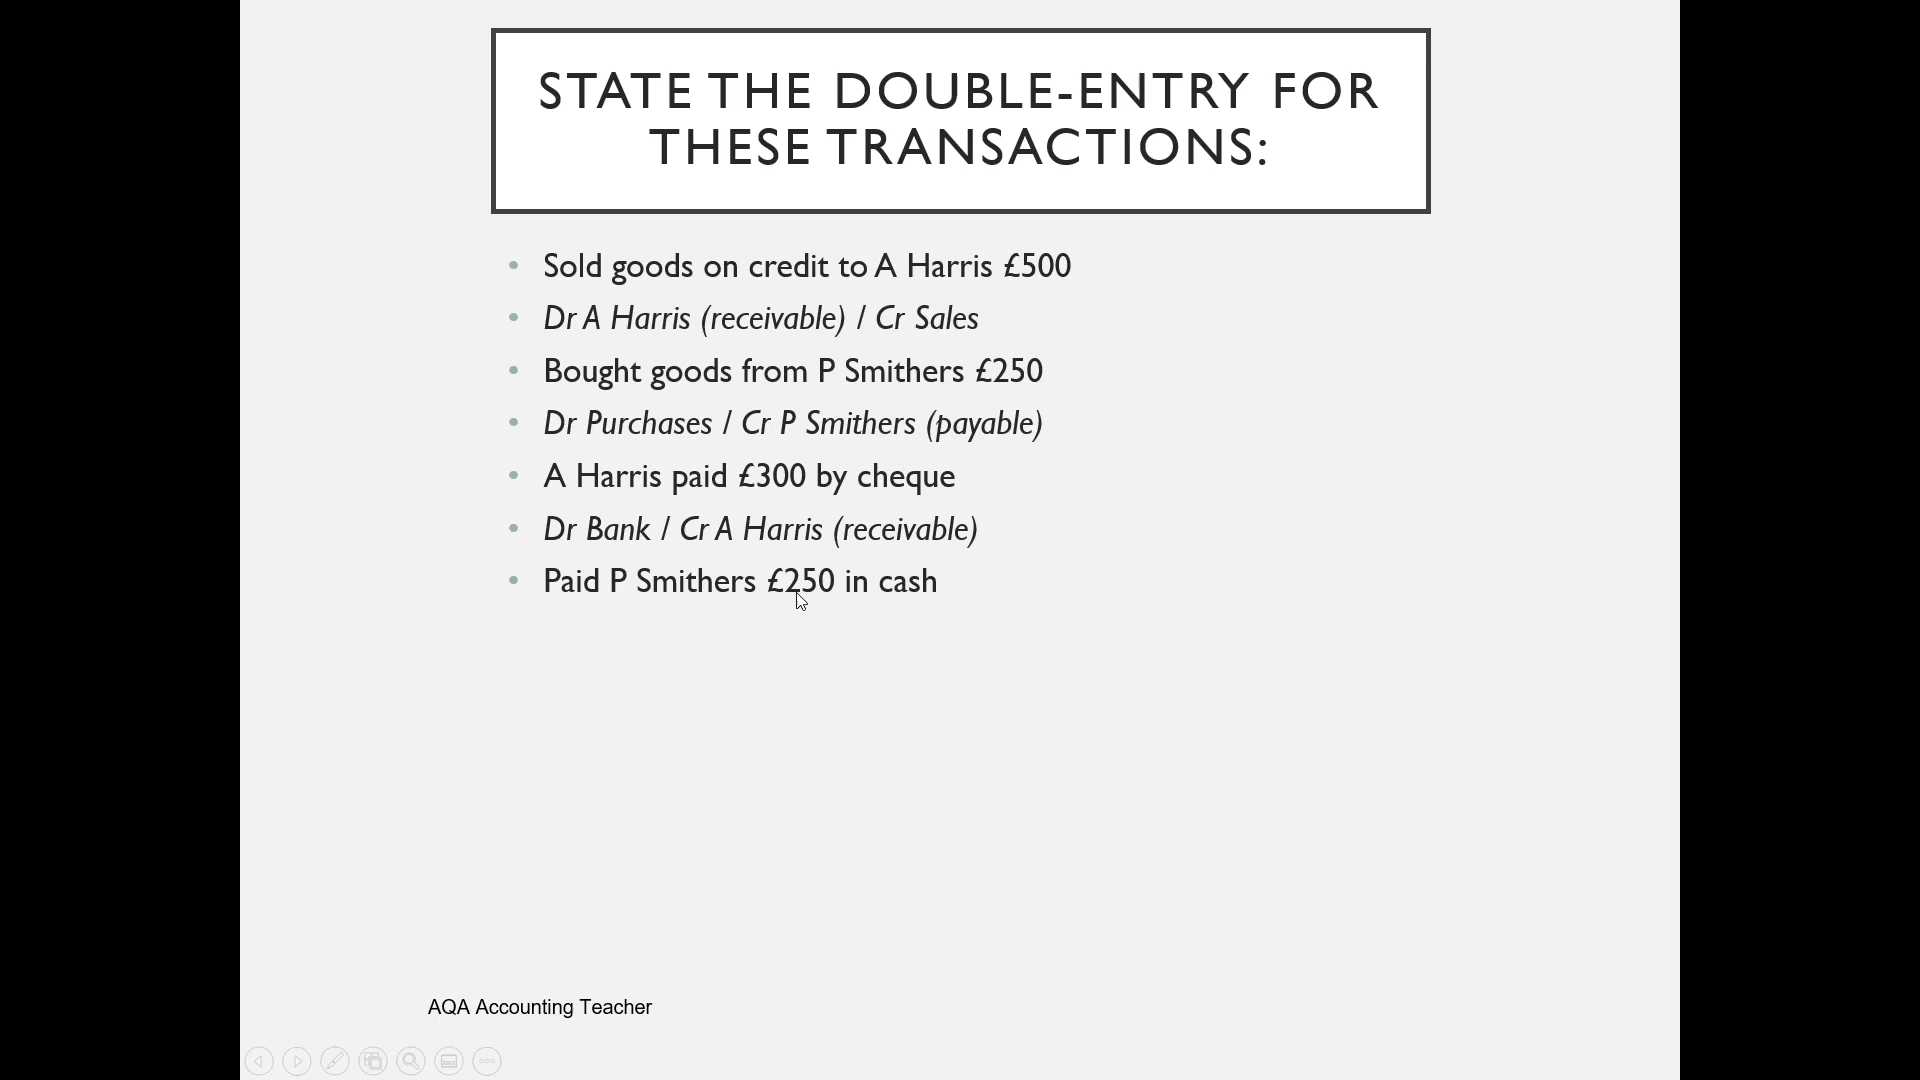 STATE THE DOUBLE-ENTRY FOR
THESE TRANSACTIONS:
• Sold goods on credit to A Harris £500
• Dr A Harris (receivable) / Cr Sales
• Bought goods from P Smithers £250
• Dr Purchases / Cr P Smithers (payable)
• A Harris paid £300 by cheque
• Dr Bank / Cr A Harris (receivable)
• Paid P Smithers £250 in cash
AQA Accounting Teacher